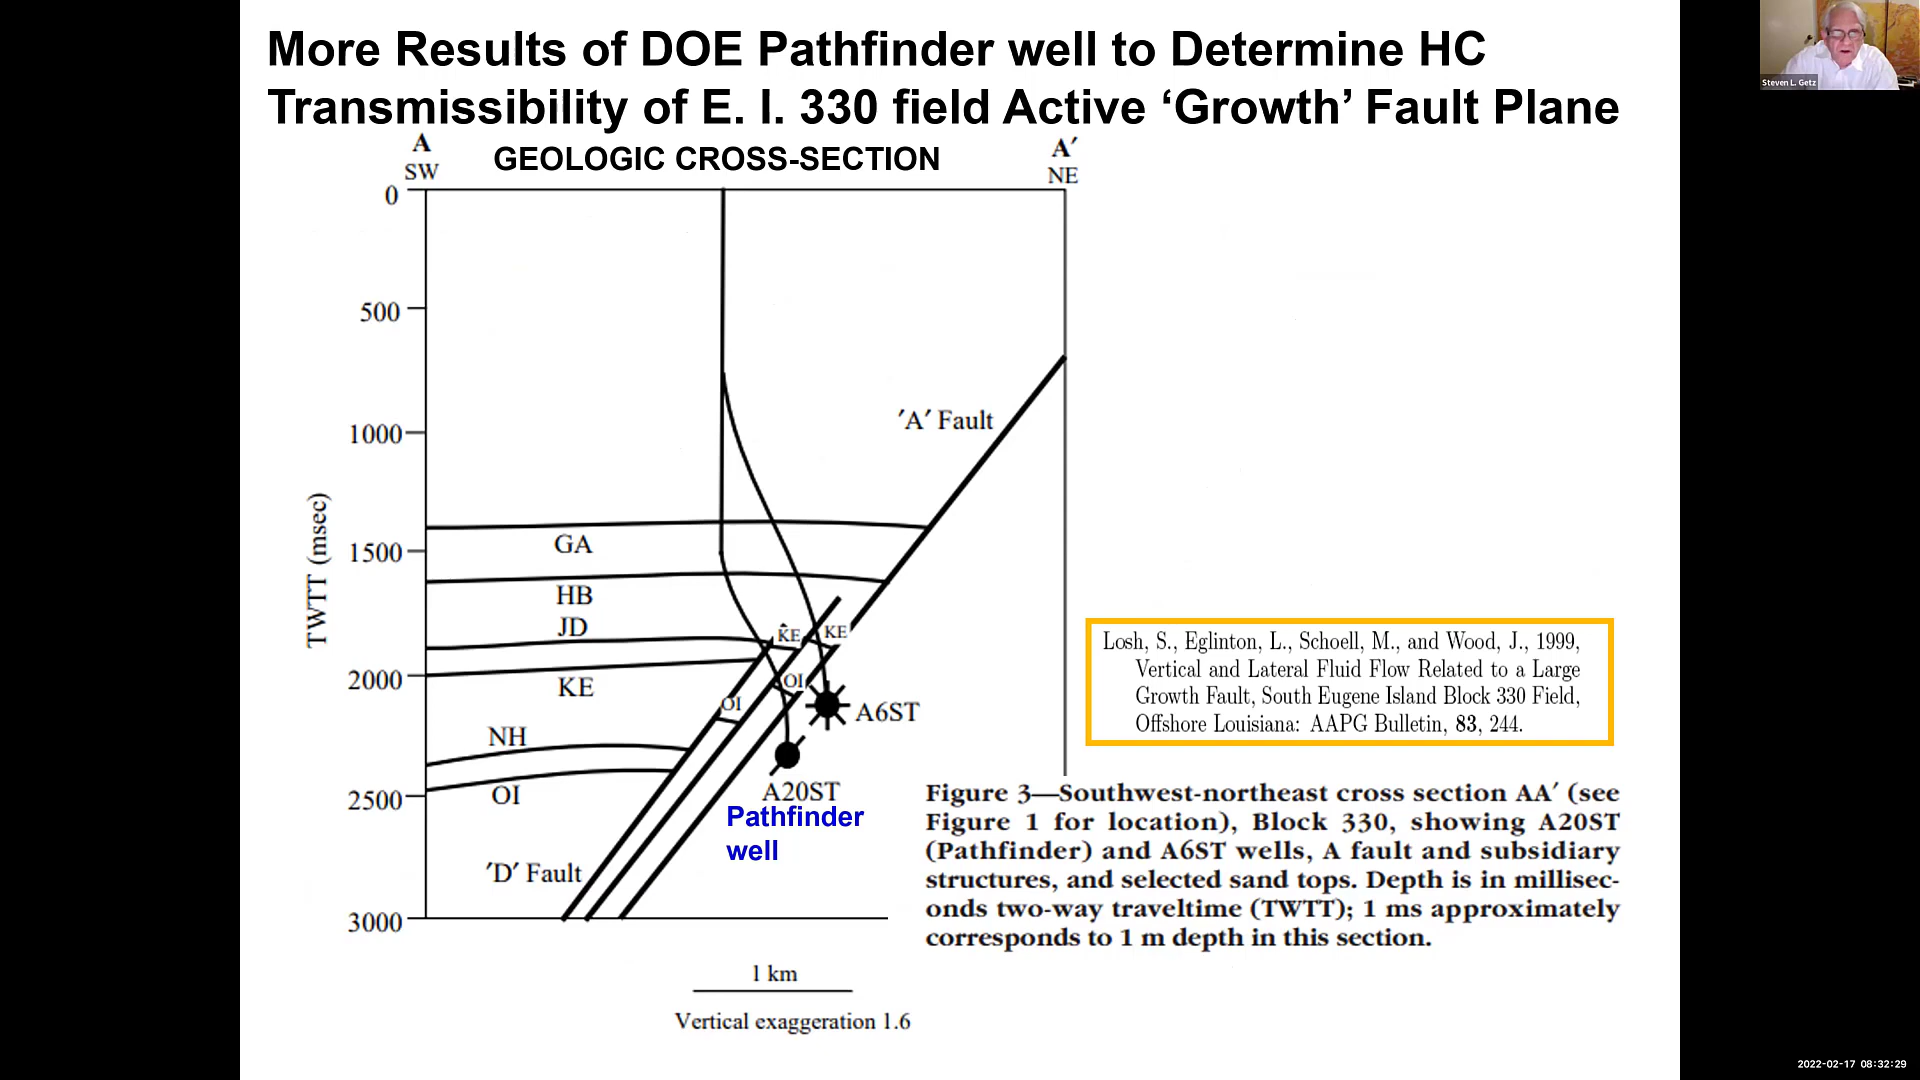 More Results of DOE Pathfinder well to Determine HC
Transmissibility of E. I. 330 field Active ‘Growth’ Fault Plane
Steven L. Getz
A
SW
GEOLOGIC CROSS-SECTION
A′
NE
0
500
1000
1500
2000
2500
3000
TWTT (msec)
′A′ Fault
GA
HB
JD
KE
KE
KE
OI
OI
NH
OI
A6ST
A20ST
Pathfinder
well
′D′ Fault
1 km
Vertical exaggeration 1.6
Losh, S., Eglinton, L., Schoell, M., and Wood, J., 1999,
Vertical and Lateral Fluid Flow Related to a Large
Growth Fault, South Eugene Island Block 330 Field,
Offshore Louisiana: AAPG Bulletin, 83, 244.
Figure 3—Southwest-northeast cross section AA′ (see
Figure 1 for location), Block 330, showing A20ST
(Pathfinder) and A6ST wells, A fault and subsidiary
structures, and selected sand tops. Depth is in millisec-
onds two-way traveltime (TWTT); 1 ms approximately
corresponds to 1 m depth in this section.
2022-02-17 08:32:29